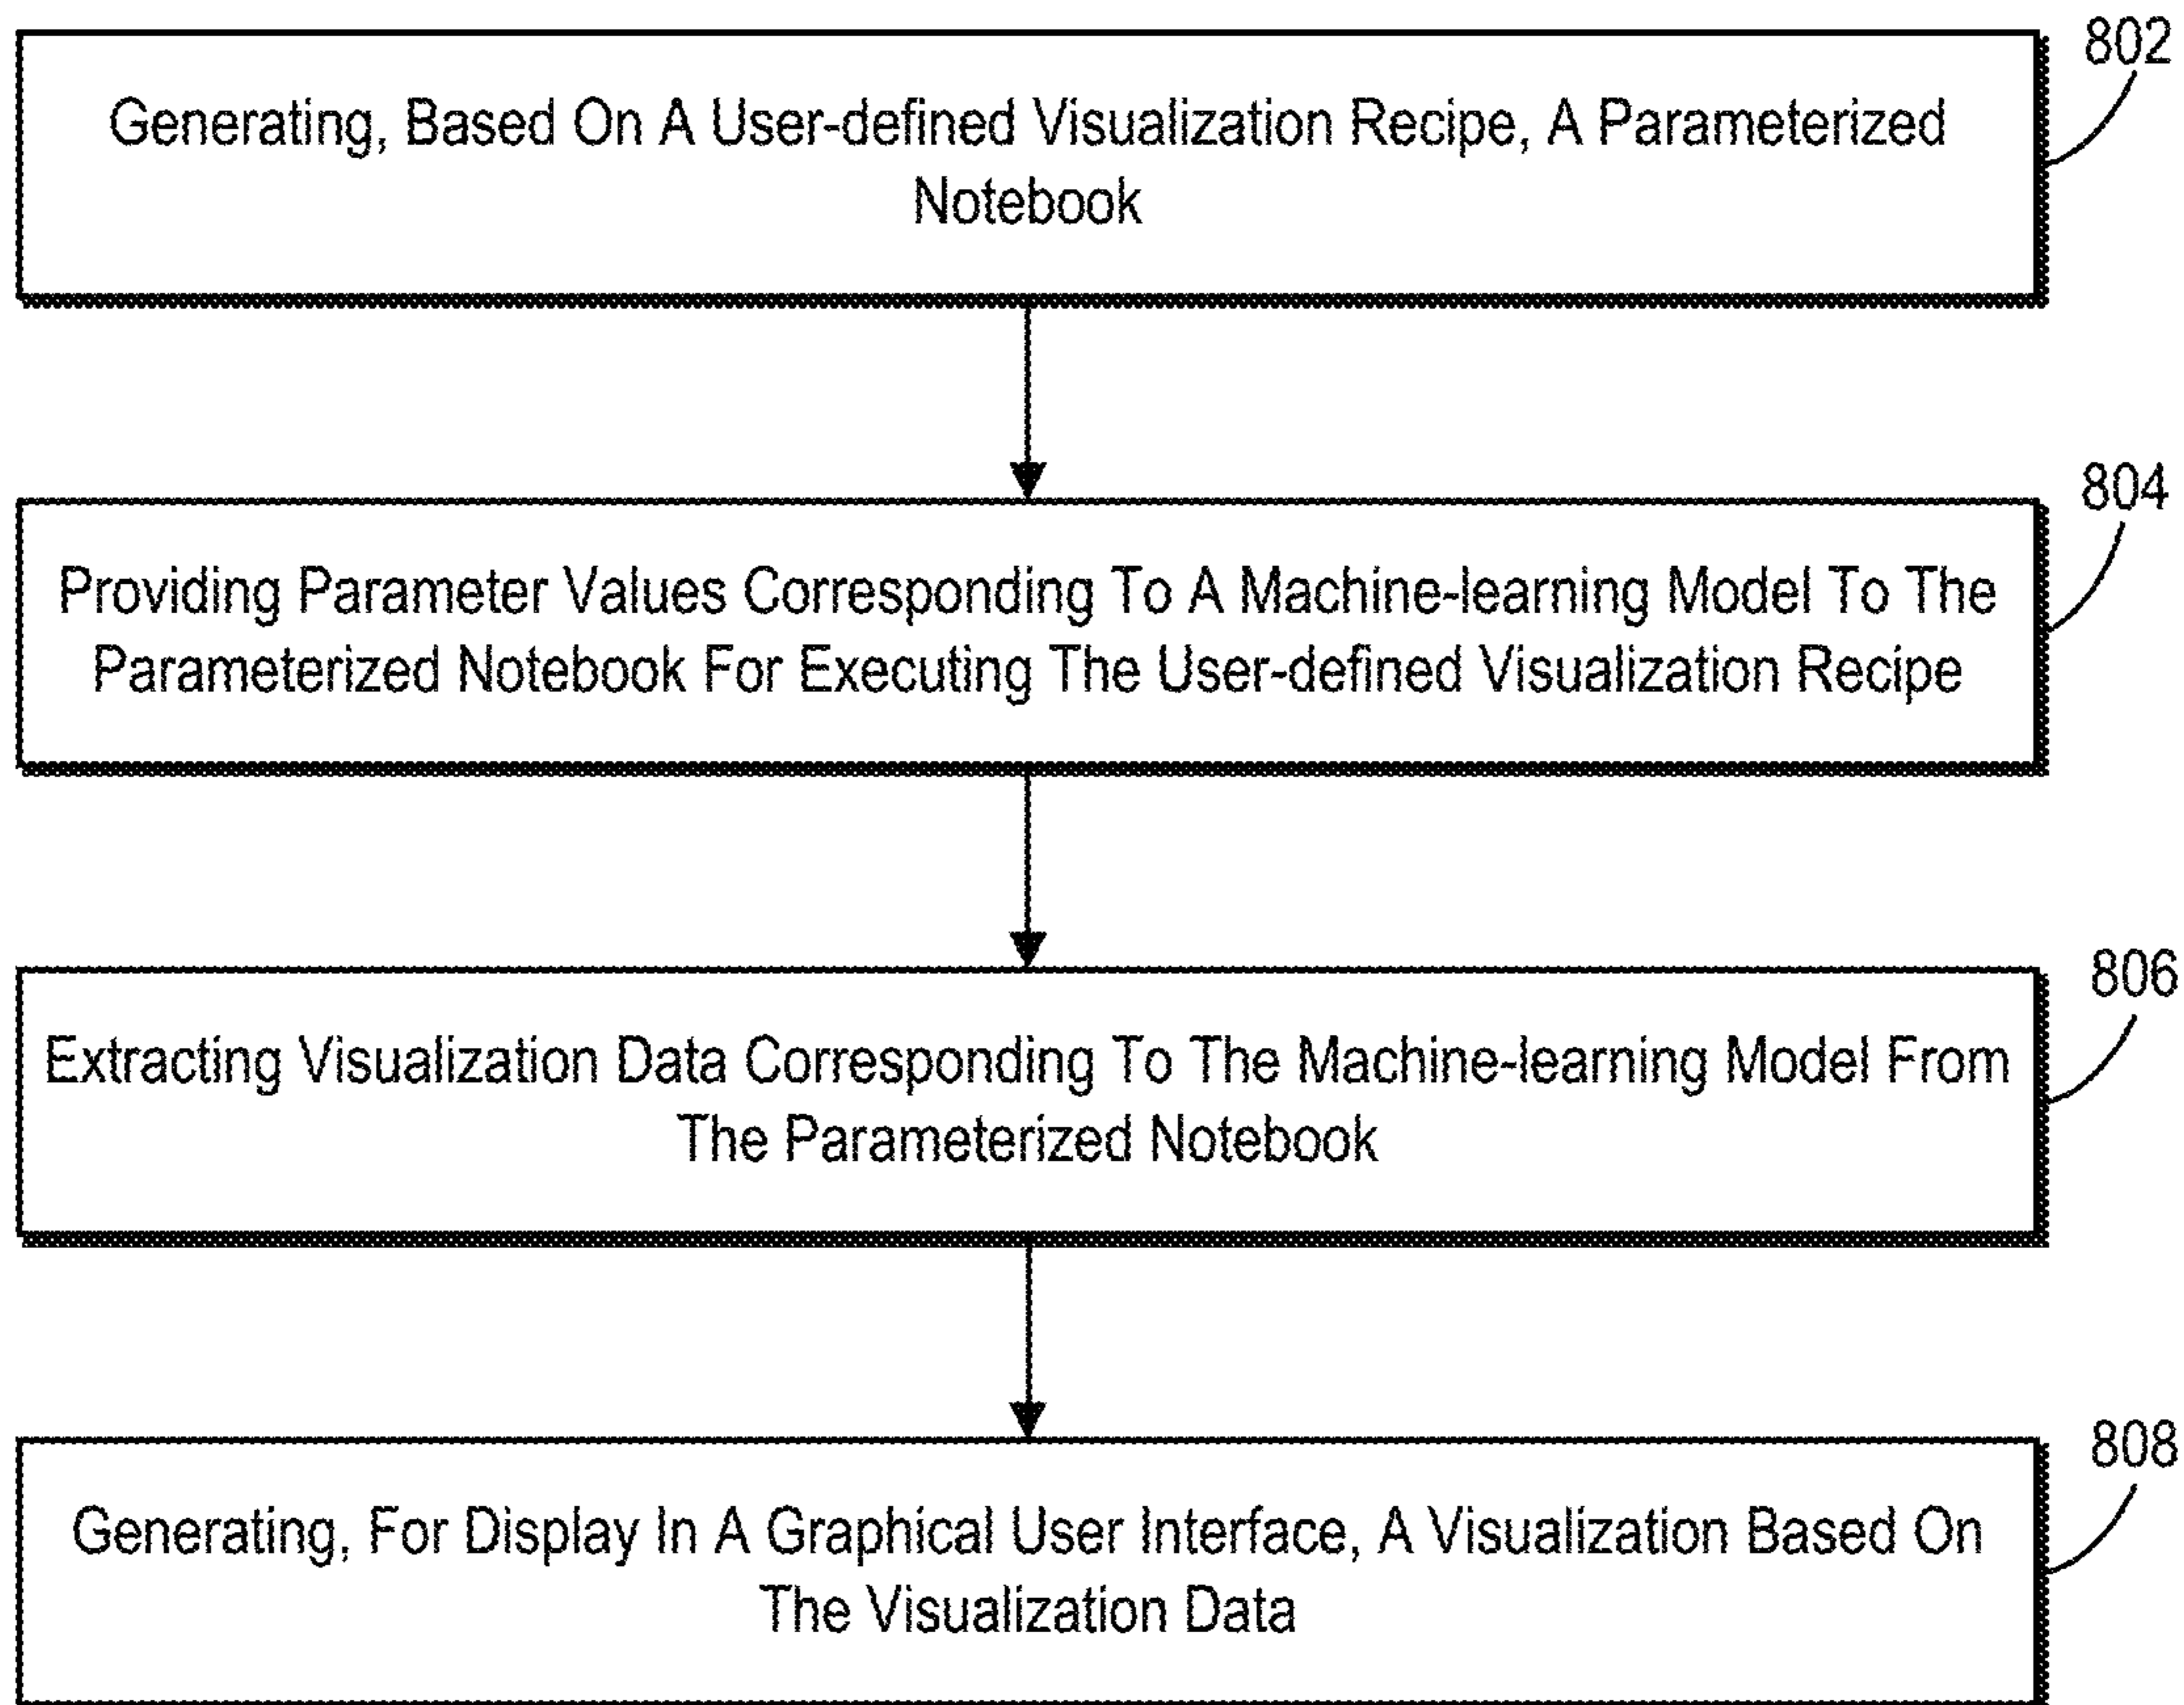 802
Generating, Based On A User-defined Visualization Recipe, A Parameterized
Notebook
804
Providing Parameter Values Corresponding To A Machine-learning Model To The
Parameterized Notebook For Executing The User-defined Visualization Recipe
806
Extracting Visualization Data Corresponding To The Machine-learning Model From
The Parameterized Notebook
808
Generating, For Display In A Graphical User Interface, A Visualization Based On
The Visualization Data